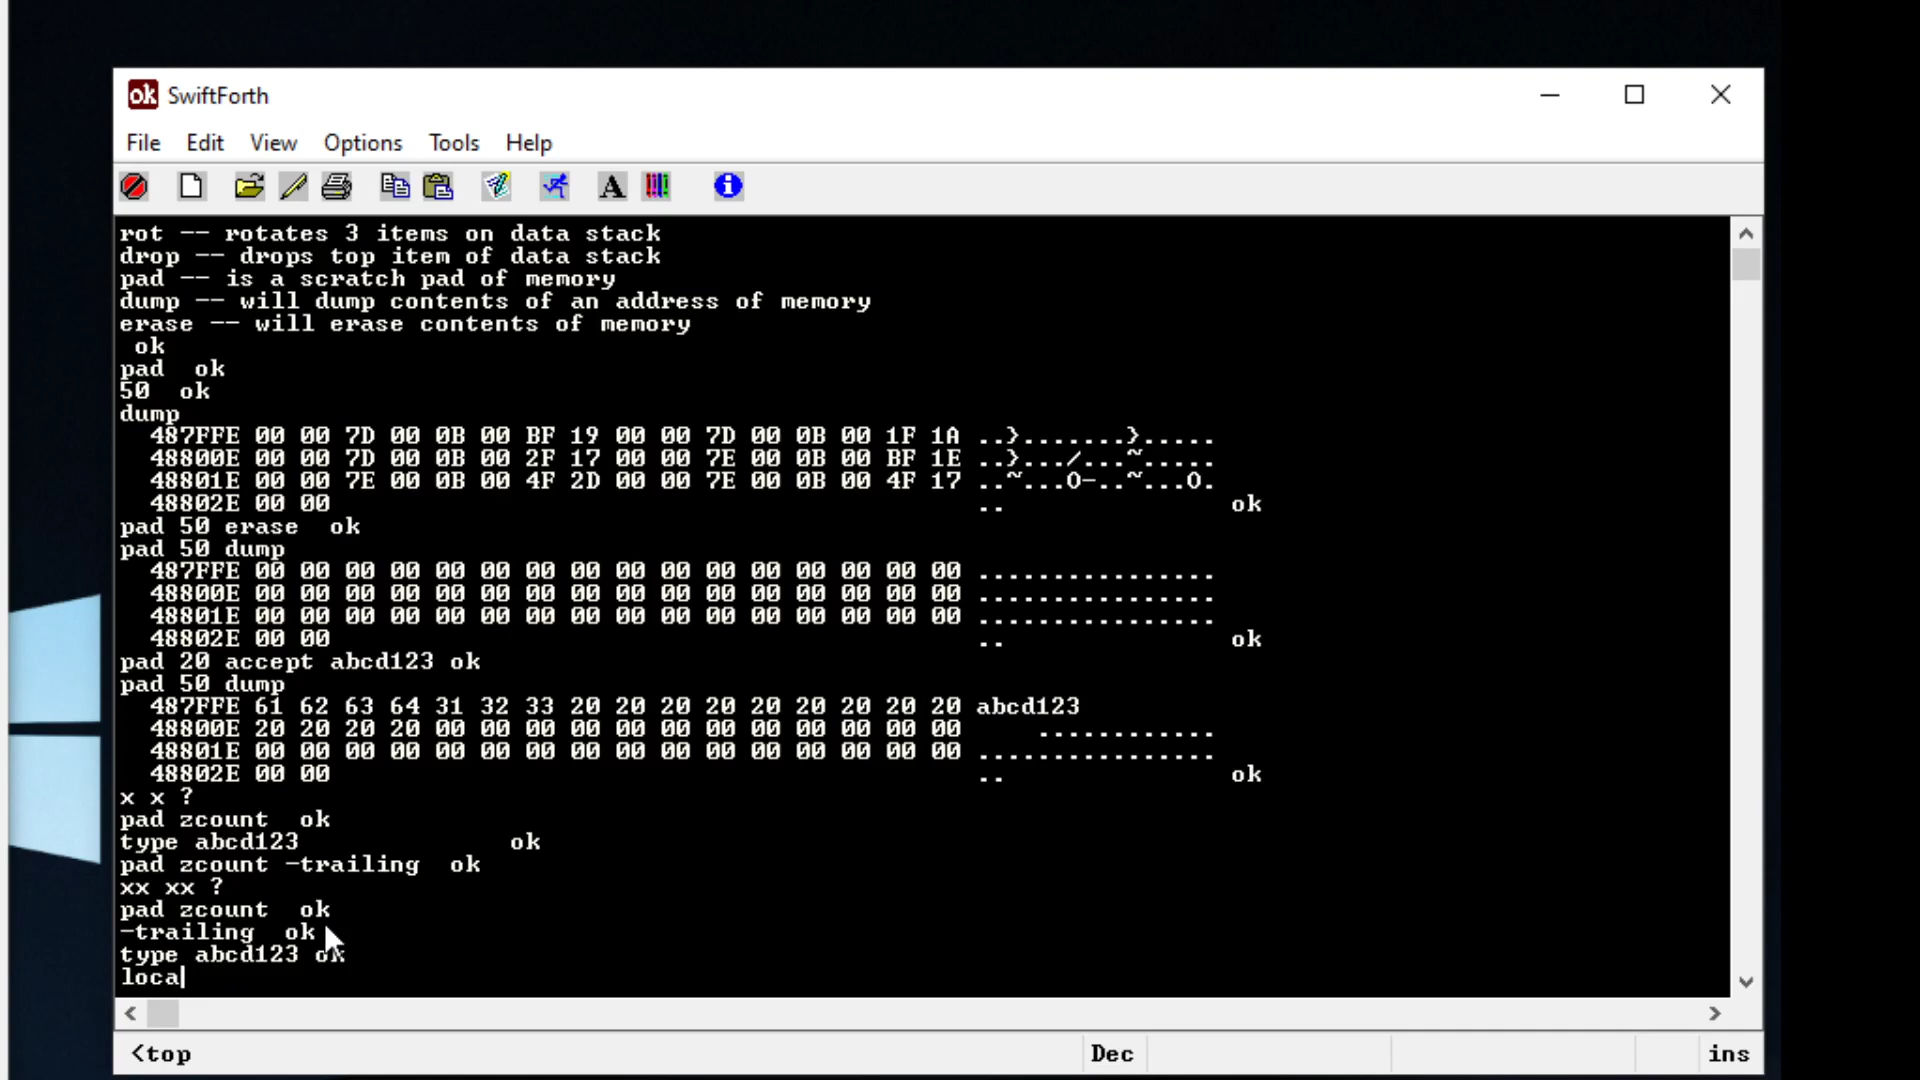 ok SwiftForth
File Edit View Options Tools Help
A
rot -- rotates 3 items on data stack
drop -- drops top item of data stack
pad -- is a scratch pad of memory
dump -- will dump contents of an address of memory
erase -- will erase contents of memory
ok
pad  ok
50  ok
dump
487FFE 00 00 7D 00 0B 00 BF 19 00 00 7D 00 0B 00 1F 1A ..}.......}.....
48800E 00 00 7D 00 0B 00 2F 17 00 00 7E 00 0B 00 BF 1E ..}.../...~.....
48801E 00 00 7E 00 0B 00 4F 2D 00 00 7E 00 0B 00 4F 17 ..~...O-..~...O.
48802E 00 00 .. ok
pad 50 erase  ok
pad 50 dump
487FFE 00 00 00 00 00 00 00 00 00 00 00 00 00 00 00 00 ................
48800E 00 00 00 00 00 00 00 00 00 00 00 00 00 00 00 00 ................
48801E 00 00 00 00 00 00 00 00 00 00 00 00 00 00 00 00 ................
48802E 00 00 .. ok
pad 20 accept abcd123 ok
pad 50 dump
487FFE 61 62 63 64 31 32 33 20 20 20 20 20 20 20 20 20 abcd123
48800E 20 20 20 20 00 00 00 00 00 00 00 00 00 00 00 00     ............
48801E 00 00 00 00 00 00 00 00 00 00 00 00 00 00 00 00 ................
48802E 00 00 .. ok
x x ?
pad zcount  ok
type abcd123 ok
pad zcount -trailing  ok
xx xx ?
pad zcount  ok
-trailing  ok
type abcd123 ok
loca
<top Dec ins